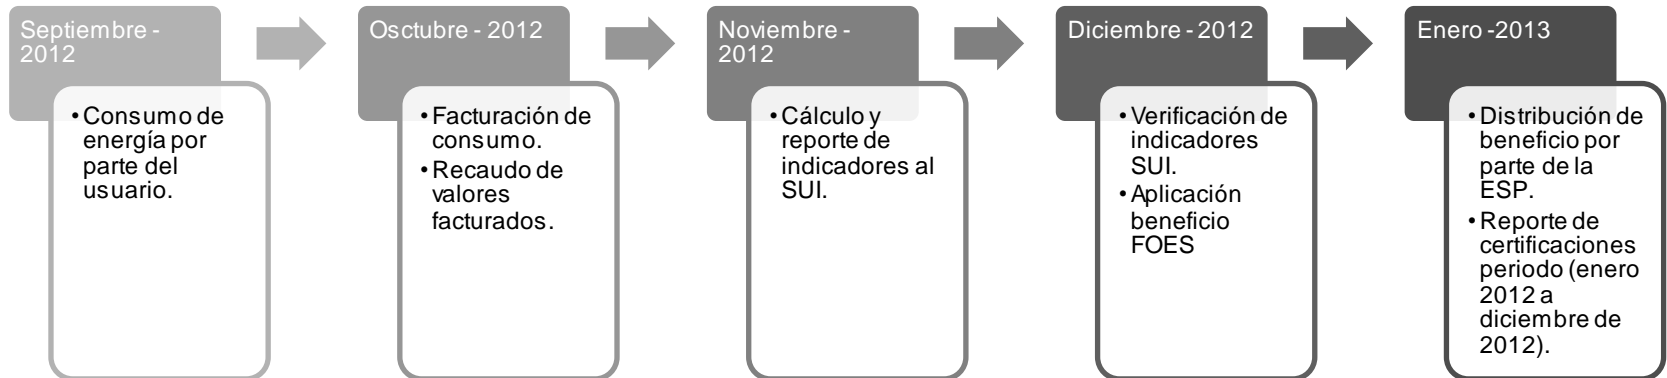 Septiembre -
2012
• Consumo de
energía por
parte del
usuario.
Osctubre - 2012
• Facturación de
consumo.
• Recaudo de
valores
facturados.
Noviembre -
2012
• Cálculo y
reporte de
indicadores al
SUI.
Diciembre - 2012
• Verificación de
indicadores
SUI.
• Aplicación
beneficio
FOES
Enero -2013
• Distribución de
beneficio por
parte de la
ESP.
• Reporte de
certificaciones
periodo (enero
2012 a
diciembre de
2012).